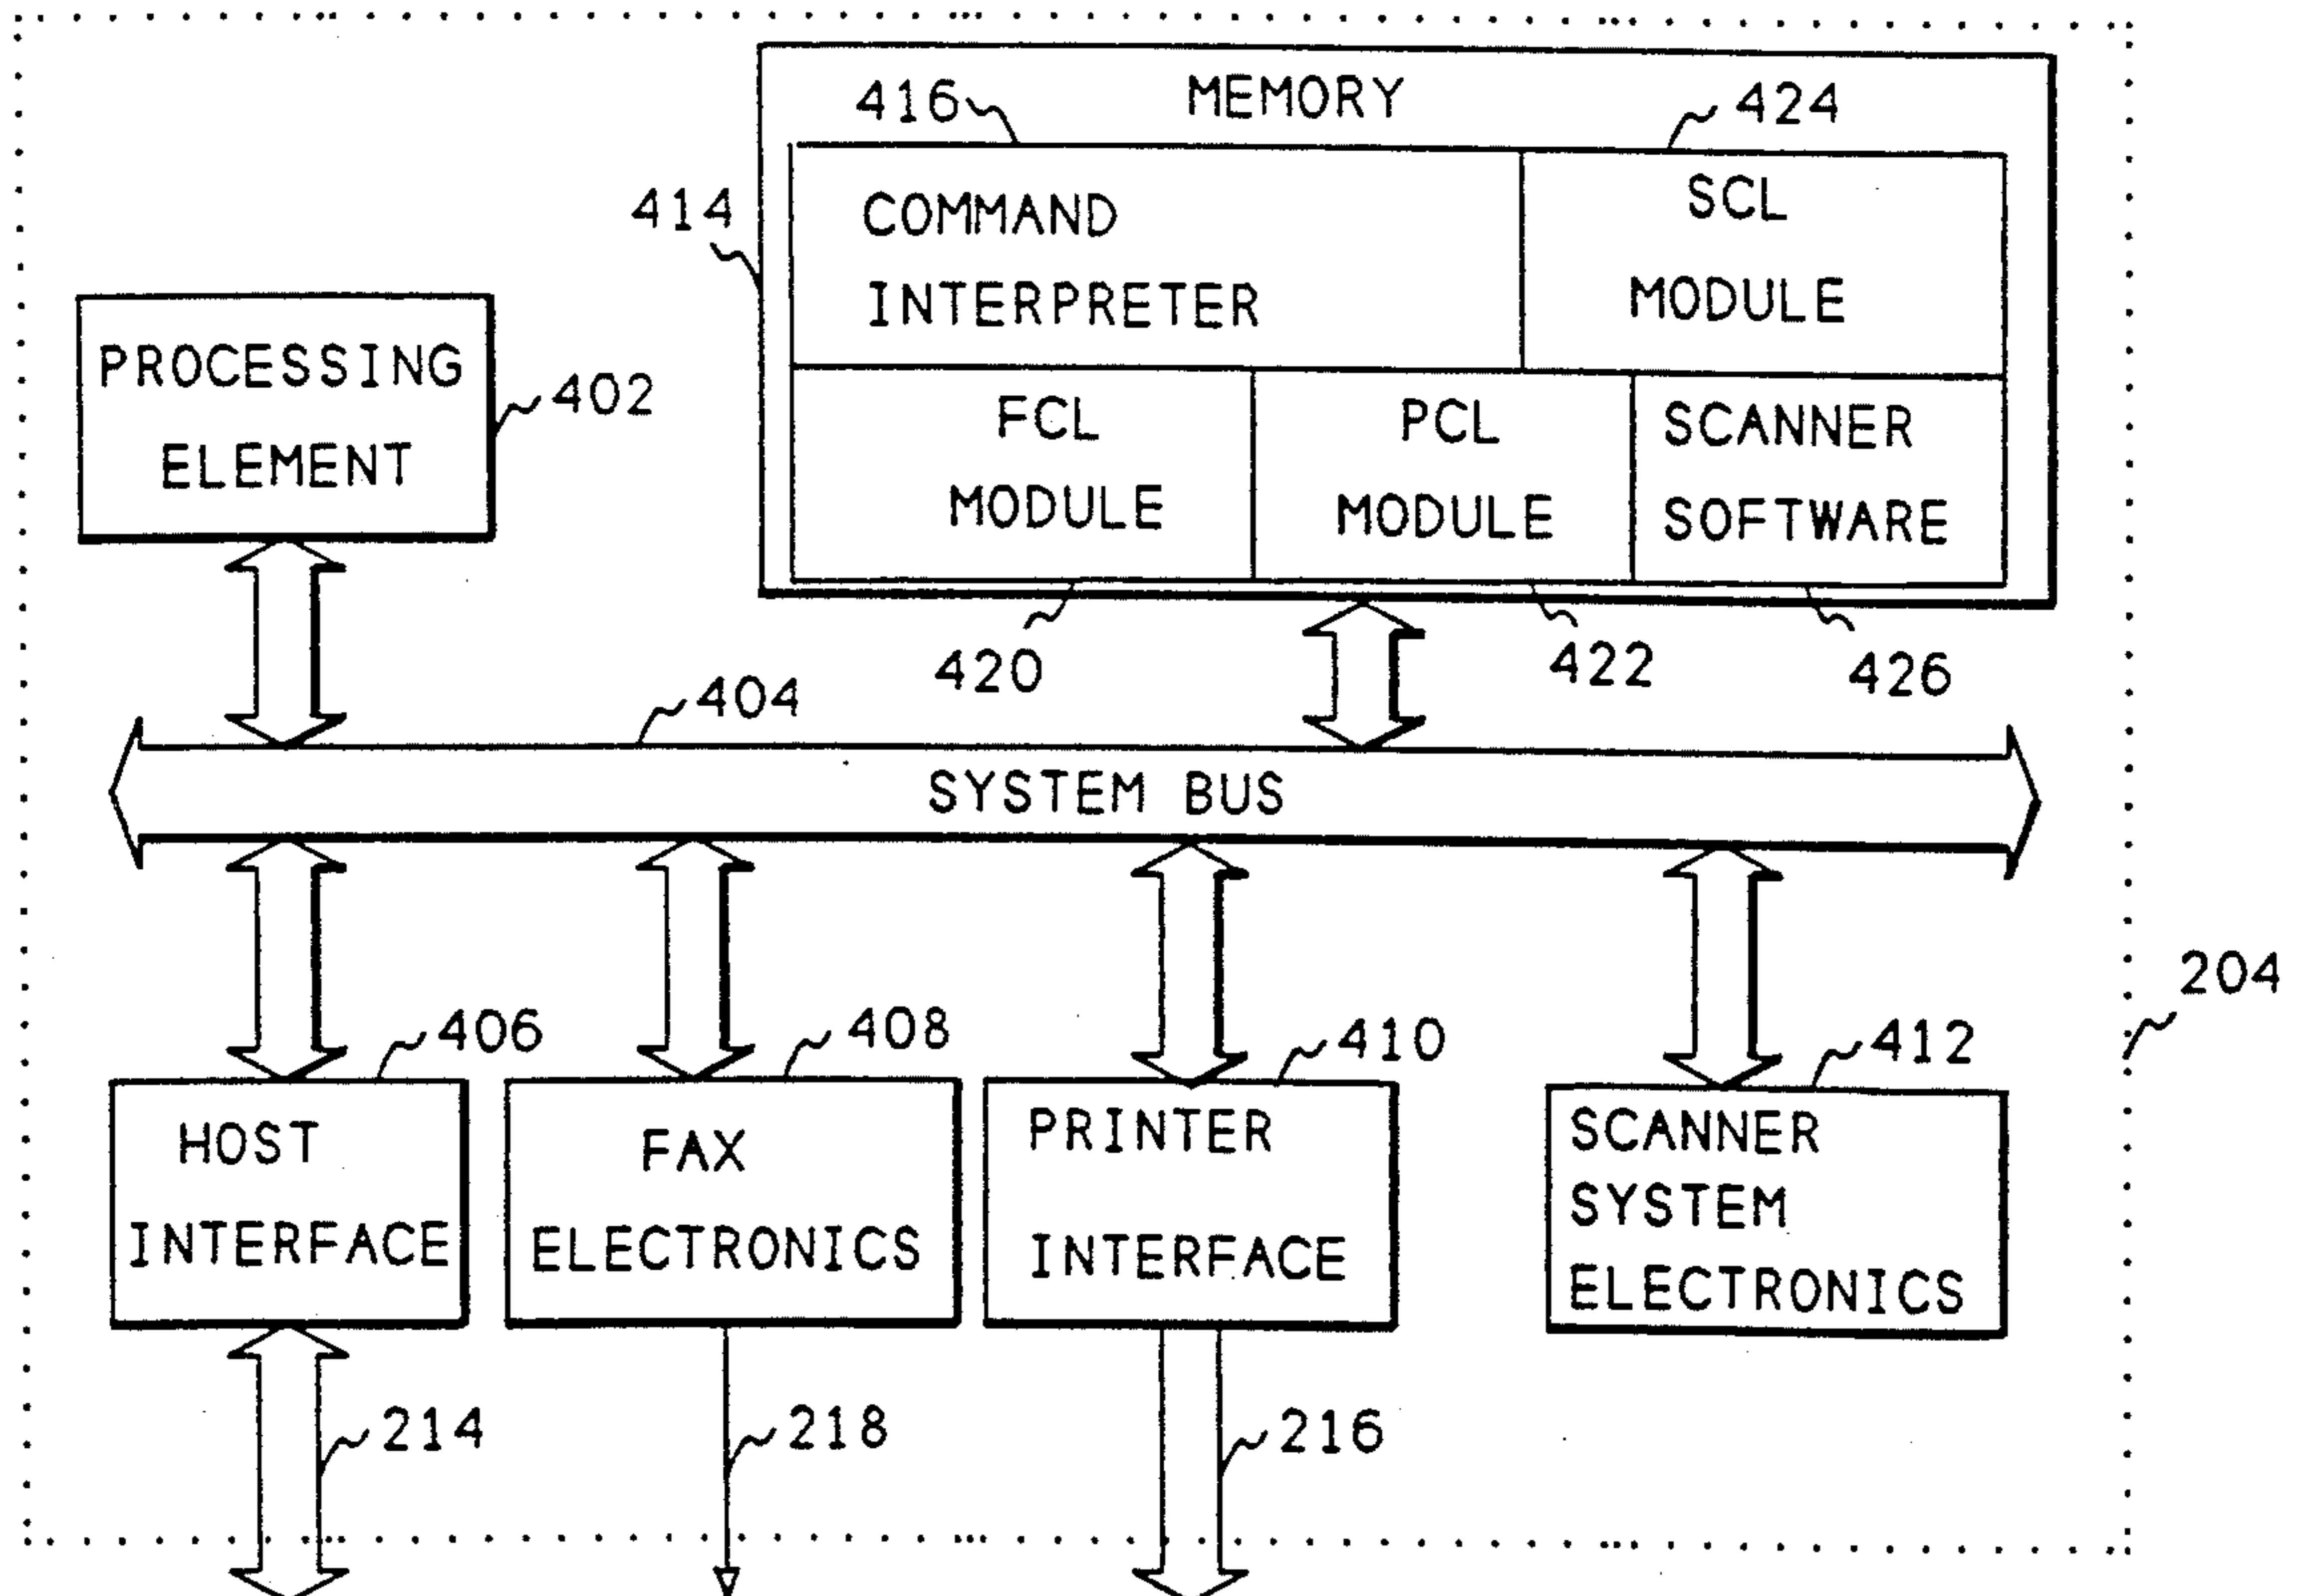 MEMORY
416
424
414
COMMAND
INTERPRETER
SCL
MODULE
PROCESSING
ELEMENT
402
FCL
MODULE
PCL
MODULE
SCANNER
SOFTWARE
420
422
426
404
SYSTEM BUS
204
406
408
410
412
HOST
INTERFACE
FAX
ELECTRONICS
PRINTER
INTERFACE
SCANNER
SYSTEM
ELECTRONICS
214
218
216